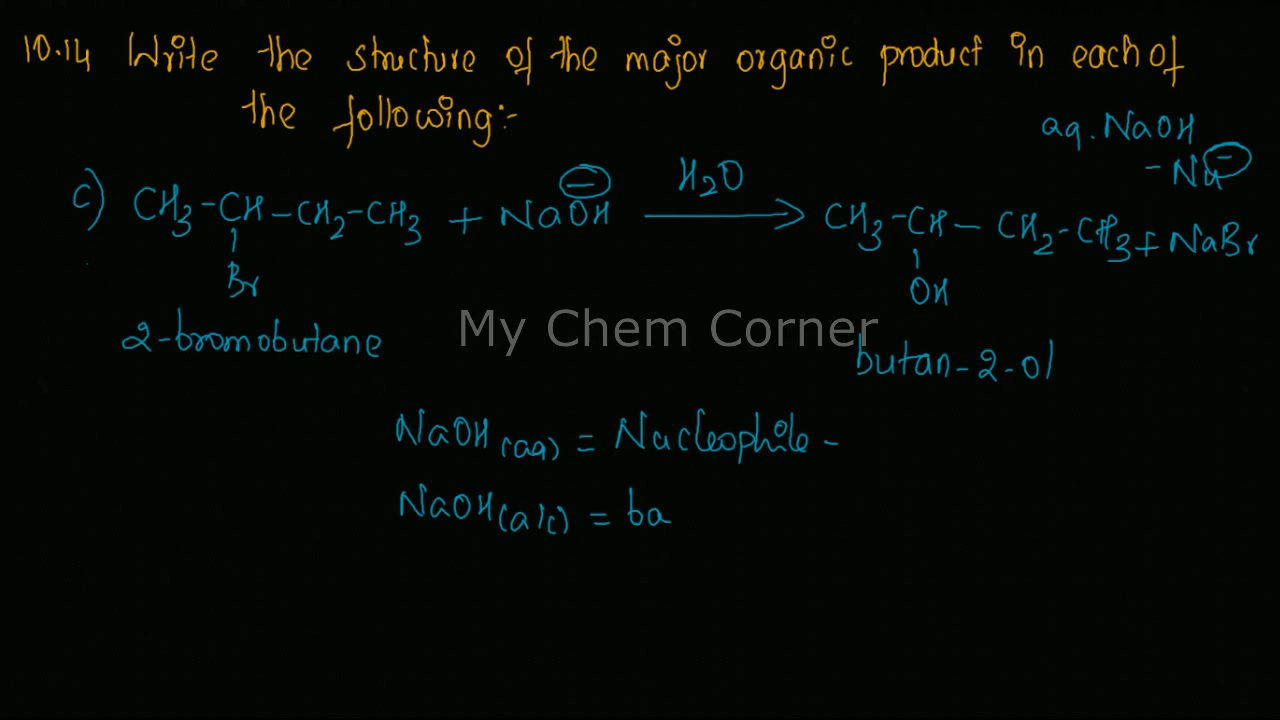 10.14 Write the structure of the major organic product in each of
the following:-
aq. NaOH
- Nu⊖
c) CH3-CH-CH2-CH3 + NaOH⊖ H2O → CH3-CH-CH2-CH3 + NaBr
Br OH
2-bromobutane butan-2-ol
My Chem Corner
NaOH(aq) = Nucleophile -
NaOH(alc) = ba